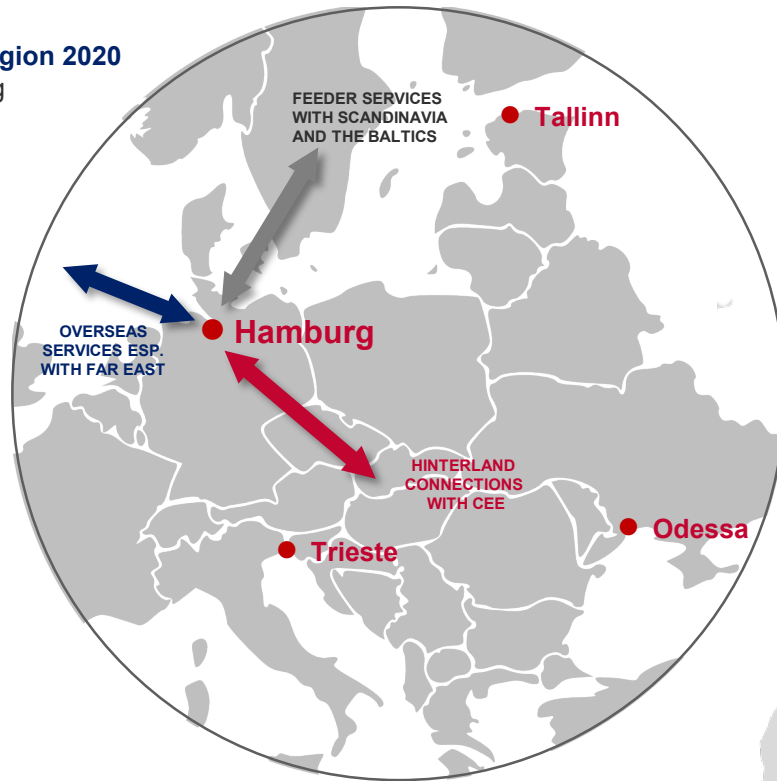 gion 2020
g
FEEDER SERVICES
WITH SCANDINAVIA
AND THE BALTICS
Tallinn
Hamburg
OVERSEAS
SERVICES ESP.
WITH FAR EAST
HINTERLAND
CONNECTIONS
WITH CEE
Odessa
Trieste